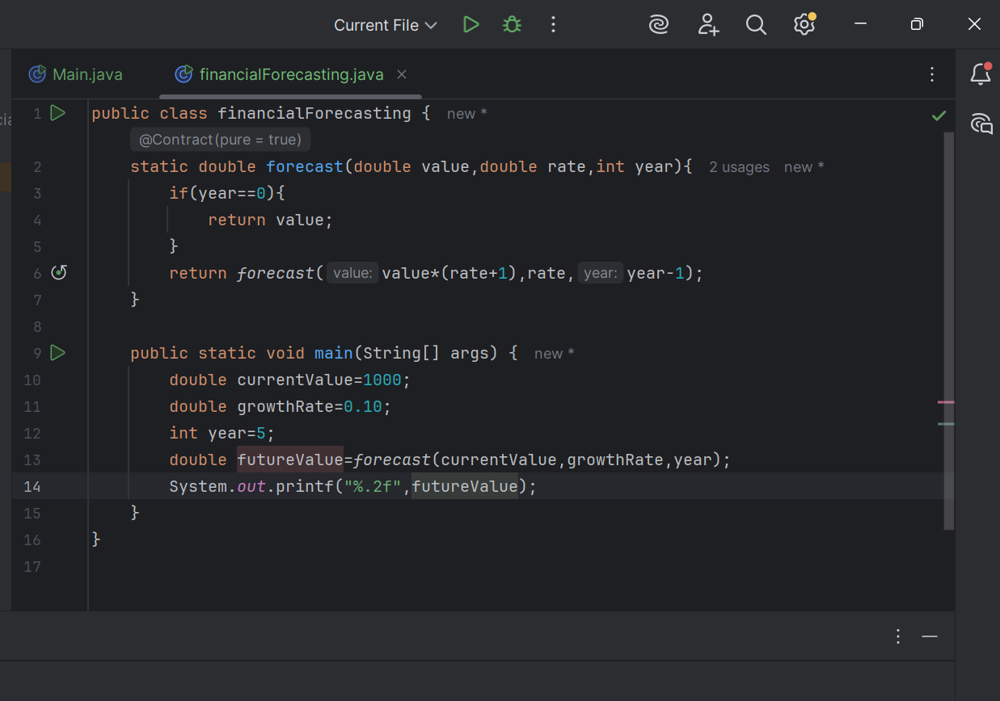 Current File
Main.java
financialForecasting.java
1 public class financialForecasting { new *
@Contract(pure = true)
2 static double forecast(double value,double rate,int year){ 2 usages new *
3 if(year==0){
4 return value;
5 }
6 return forecast( value: value*(rate+1),rate, year: year-1);
7 }
8
9 public static void main(String[] args) { new *
10 double currentValue=1000;
11 double growthRate=0.10;
12 int year=5;
13 double futureValue=forecast(currentValue,growthRate,year);
14 System.out.printf("%.2f",futureValue);
15 }
16 }
17